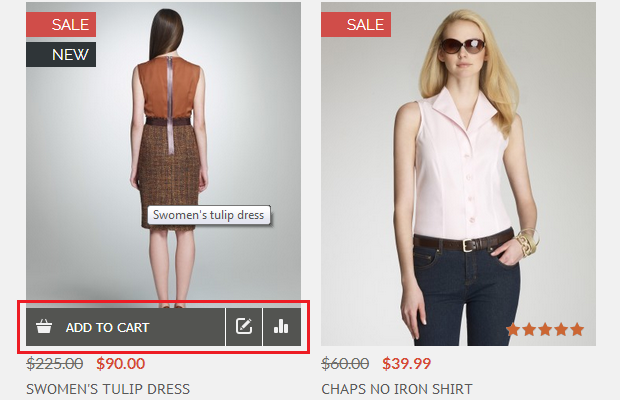 SALE
NEW
Swomen's tulip dress
ADD TO CART
$225.00 $90.00
SWOMEN'S TULIP DRESS
SALE
$60.00 $39.99
CHAPS NO IRON SHIRT